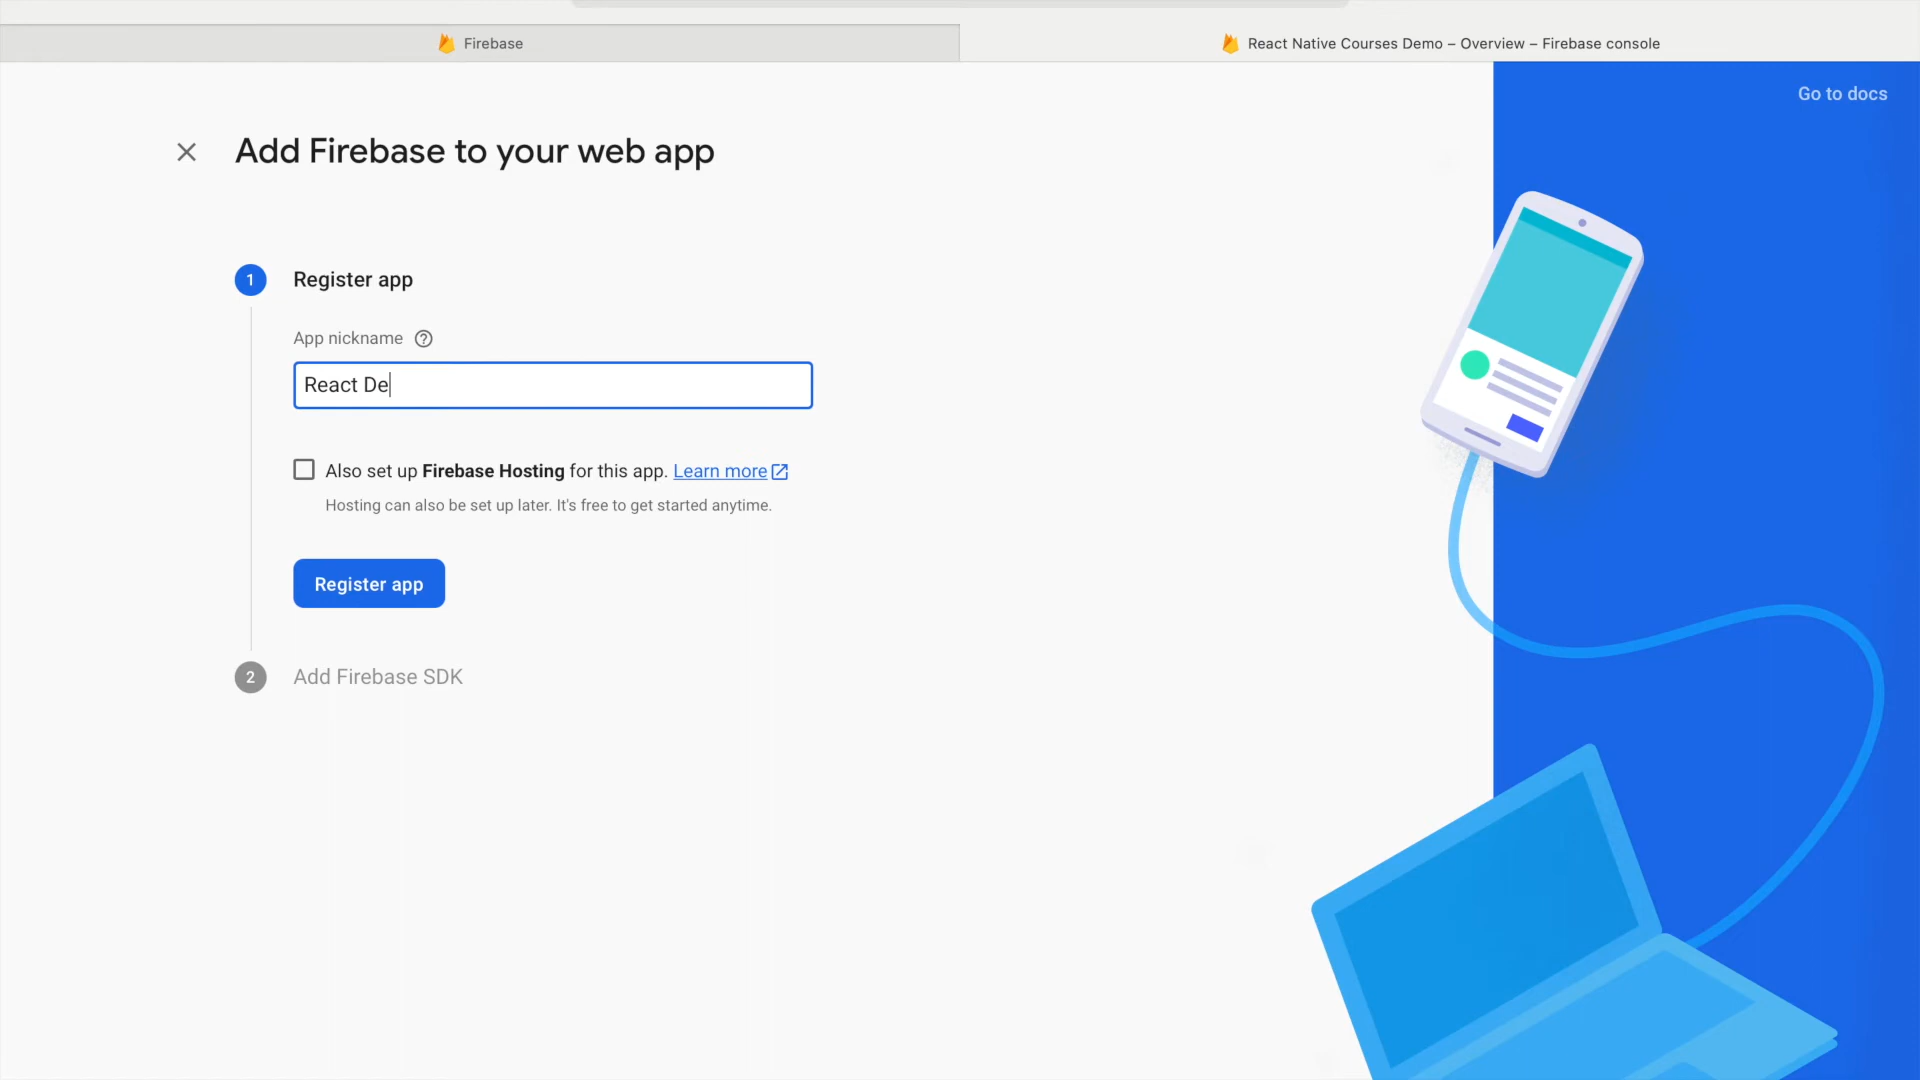 Firebase
React Native Courses Demo – Overview – Firebase console
Go to docs
Add Firebase to your web app
1
Register app
App nickname
React De
Also set up Firebase Hosting for this app. Learn more
Hosting can also be set up later. It's free to get started anytime.
Register app
2
Add Firebase SDK